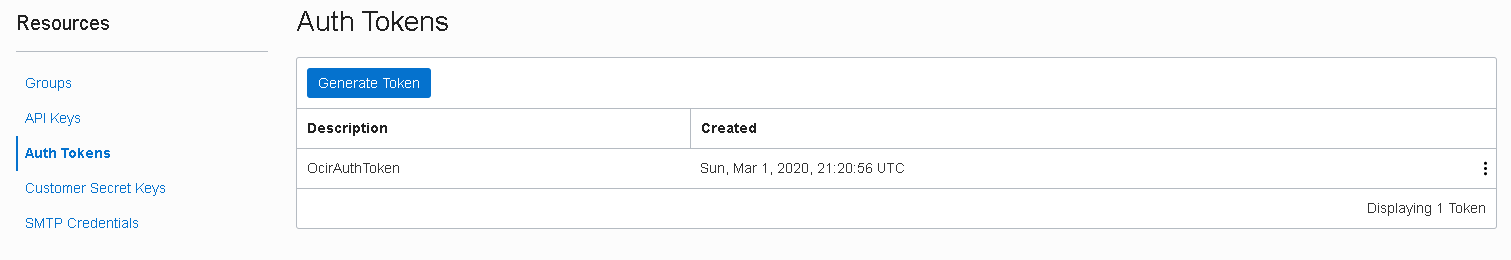 Resources
Groups
API Keys
Auth Tokens
Customer Secret Keys
SMTP Credentials
Auth Tokens
Generate Token
Description Created
OcirAuthToken Sun, Mar 1, 2020, 21:20:56 UTC
Displaying 1 Token